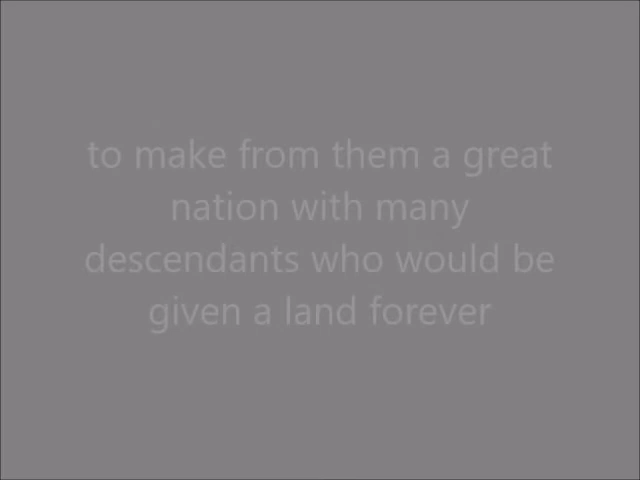 to make from them a great
nation with many
descendants who would be
given a land forever